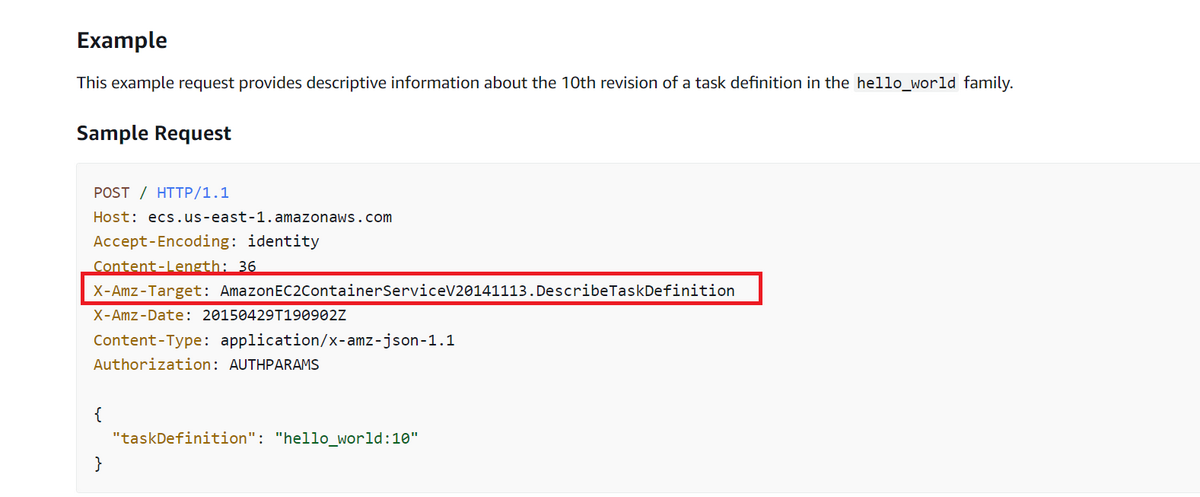 Example
This example request provides descriptive information about the 10th revision of a task definition in the hello_world family.
Sample Request
POST / HTTP/1.1
Host: ecs.us-east-1.amazonaws.com
Accept-Encoding: identity
Content-Length: 36
X-Amz-Target: AmazonEC2ContainerServiceV20141113.DescribeTaskDefinition
X-Amz-Date: 20150429T190902Z
Content-Type: application/x-amz-json-1.1
Authorization: AUTHPARAMS
{
"taskDefinition": "hello_world:10"
}